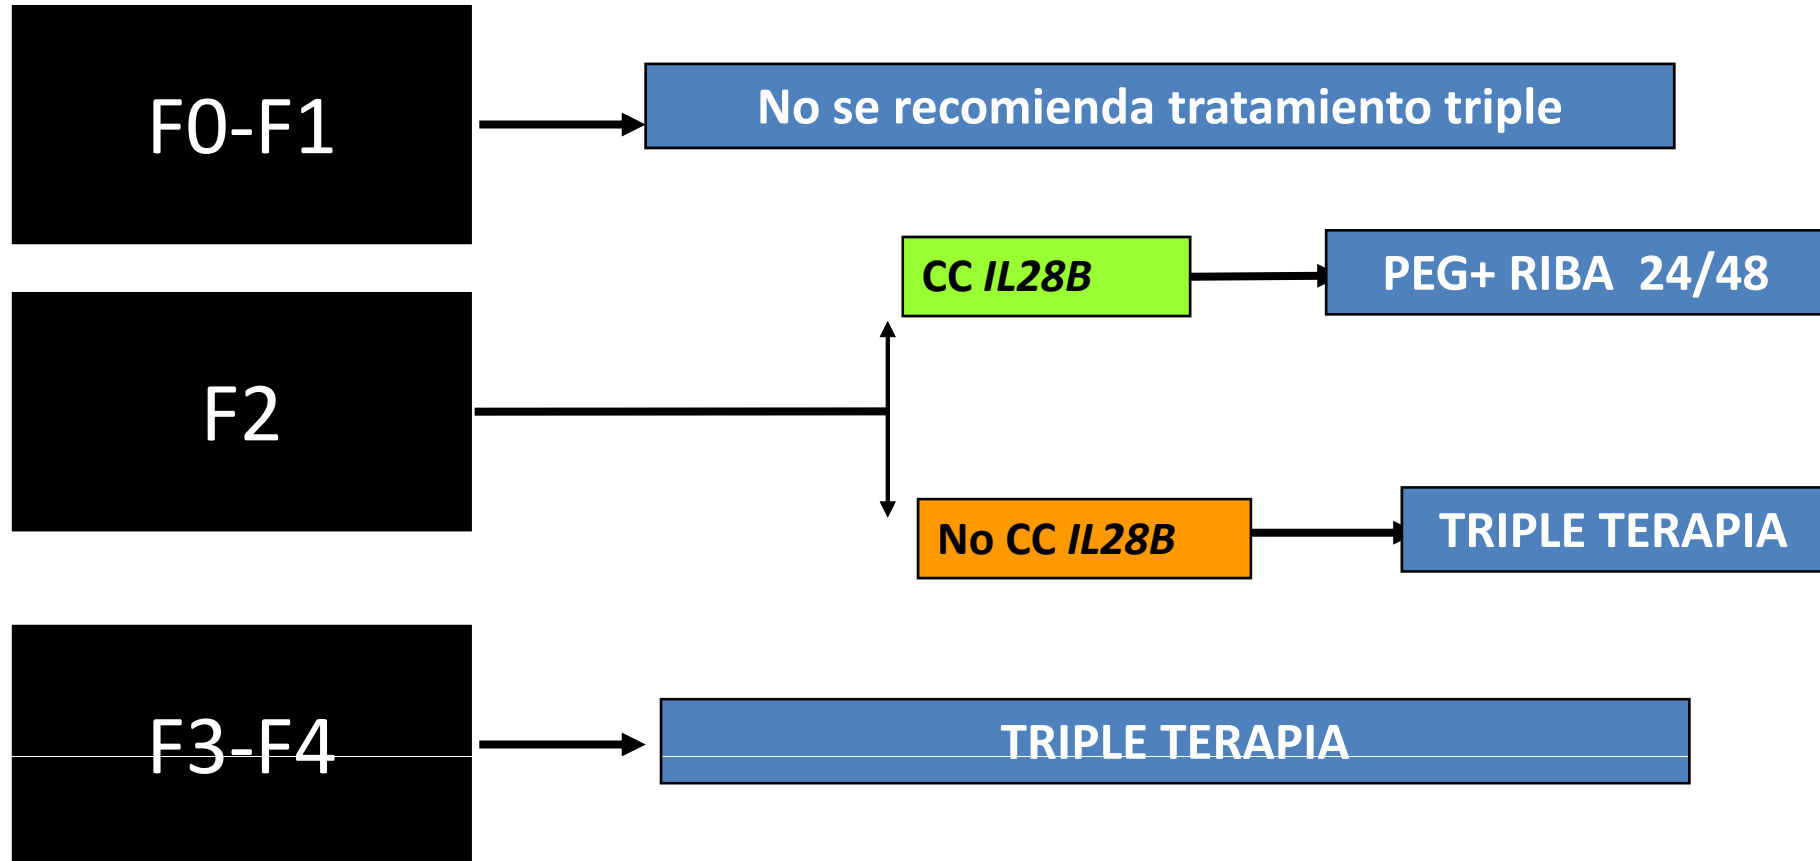 F0-F1
No se recomienda tratamiento triple
CC IL28B
PEG+ RIBA 24/48
F2
No CC IL28B
TRIPLE TERAPIA
F3-F4
TRIPLE TERAPIA